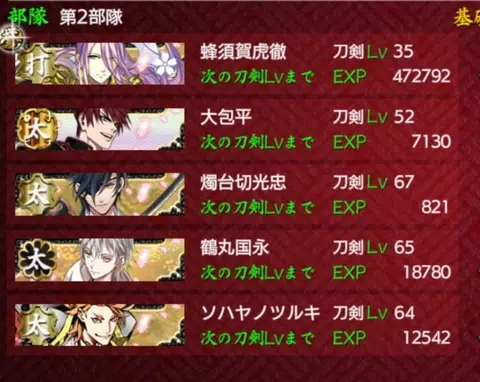 部隊 第2部隊
基礎
打
蜂須賀虎徹 刀剣Lv 35
次の刀剣Lvまで EXP 472792
太
大包平 刀剣Lv 52
次の刀剣Lvまで EXP 7130
太
燭台切光忠 刀剣Lv 67
次の刀剣Lvまで EXP 821
太
鶴丸国永 刀剣Lv 65
次の刀剣Lvまで EXP 18780
太
ソハヤノツルキ 刀剣Lv 64
次の刀剣Lvまで EXP 12542